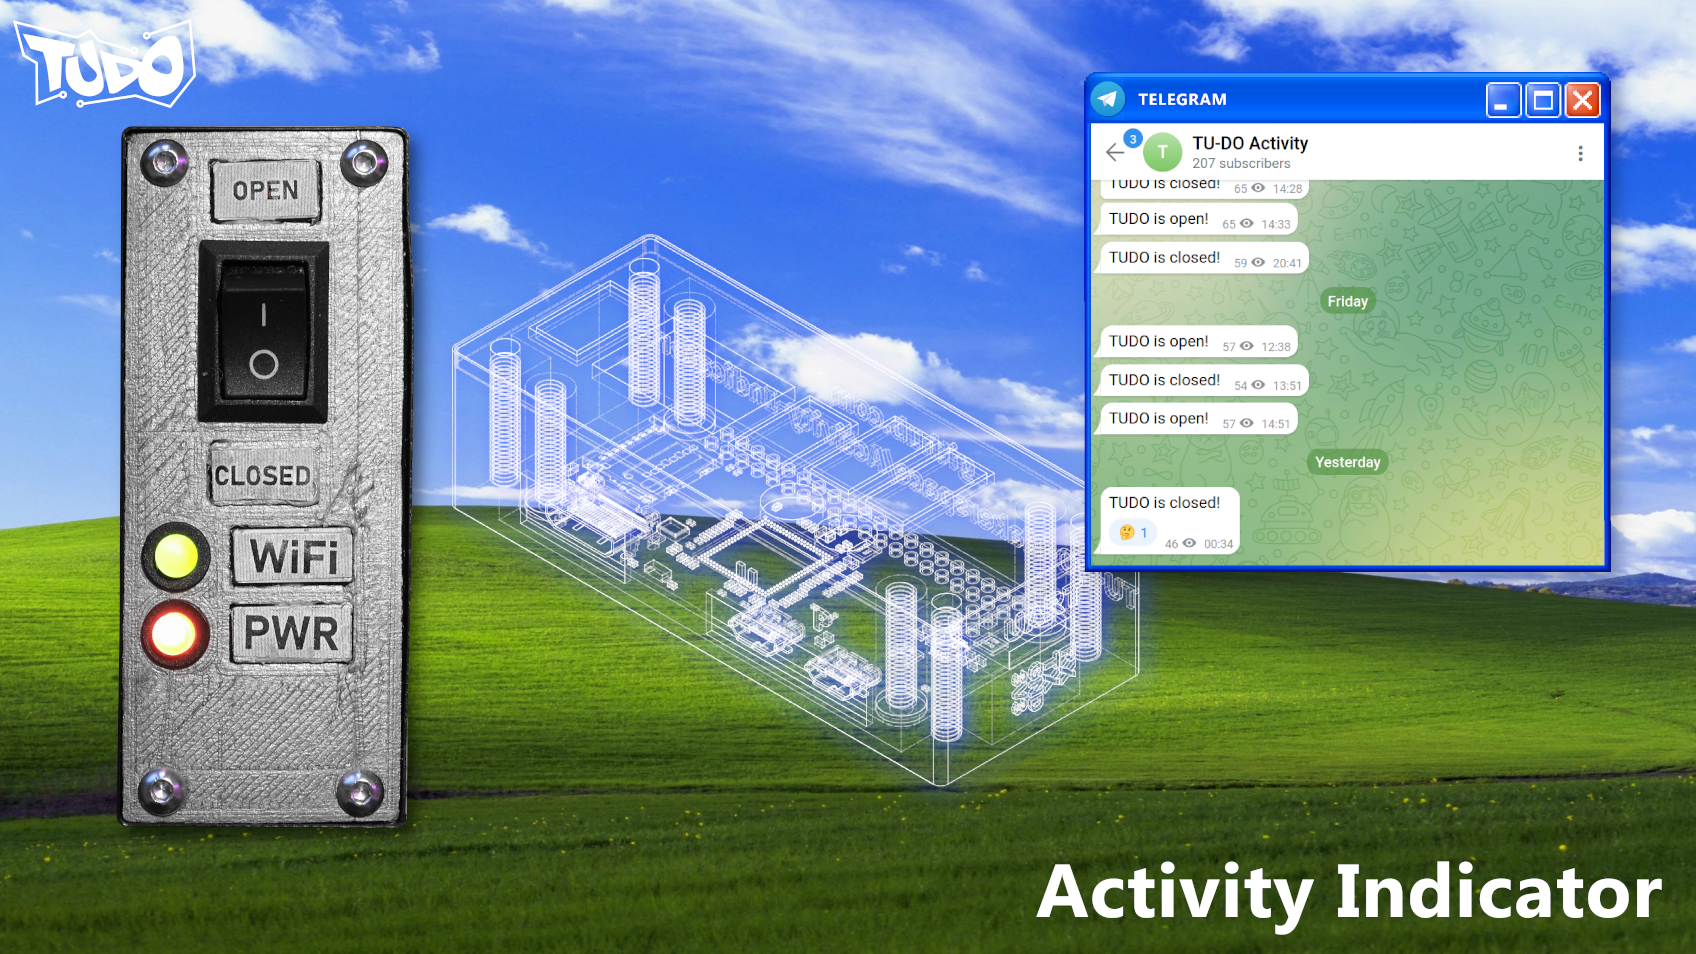 TUDO
OPEN
CLOSED
WiFi
PWR
TELEGRAM
3
T
TU-DO Activity
207 subscribers
TUDO is closed! 65 14:28
TUDO is open! 65 14:33
TUDO is closed! 59 20:41
E=mc²
Friday
TUDO is open! 57 12:38
TUDO is closed! 54 13:51
TUDO is open! 57 14:51
Yesterday
TUDO is closed!
🤔 1 46 00:34
Activity Indicator